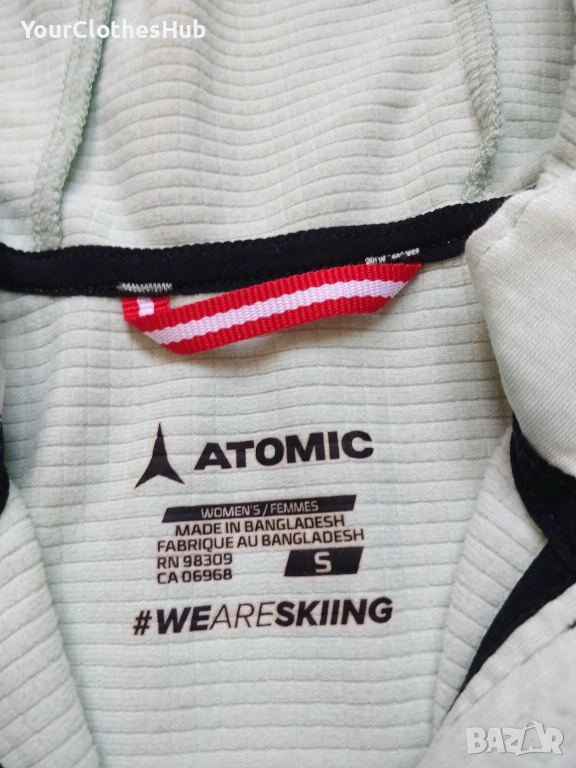 YourClothesHub
ATOMIC
WOMEN'S / FEMMES
MADE IN BANGLADESH
FABRIQUE AU BANGLADESH
RN 98309
CA 06968
S
#WEARESKIING
BAZAR